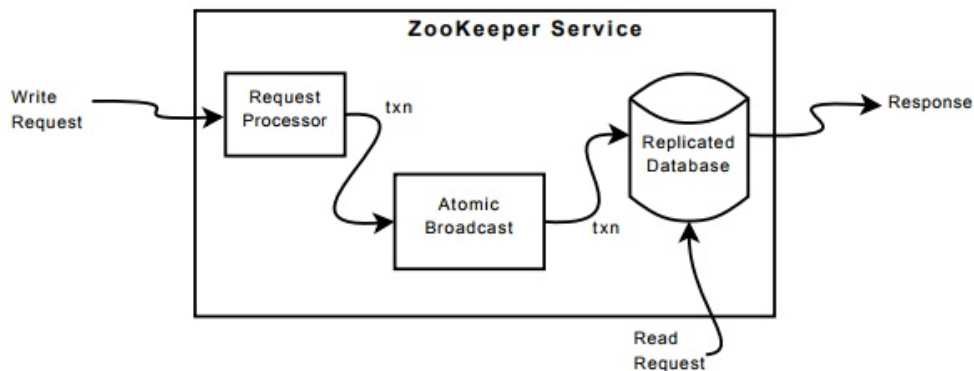 ZooKeeper Service
Write
Request
Request
Processor
txn
Atomic
Broadcast
txn
Replicated
Database
Response
Read
Request